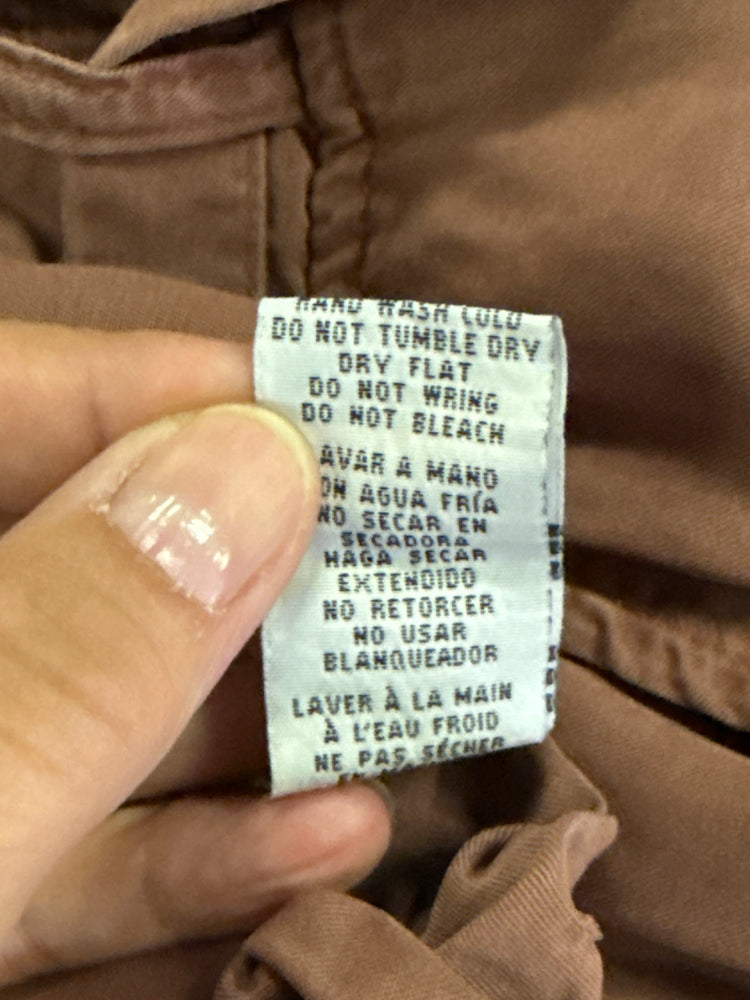 HAND WASH COLD
DO NOT TUMBLE DRY
DRY FLAT
DO NOT WRING
DO NOT BLEACH
AVAR A MANO
ON AGUA FRÍA
NO SECAR EN
SECADORA
HAGA SECAR
EXTENDIDO
NO RETORCER
NO USAR
BLANQUEADOR
LAVER À LA MAIN
À L'EAU FROID
NE PAS SÉCHER